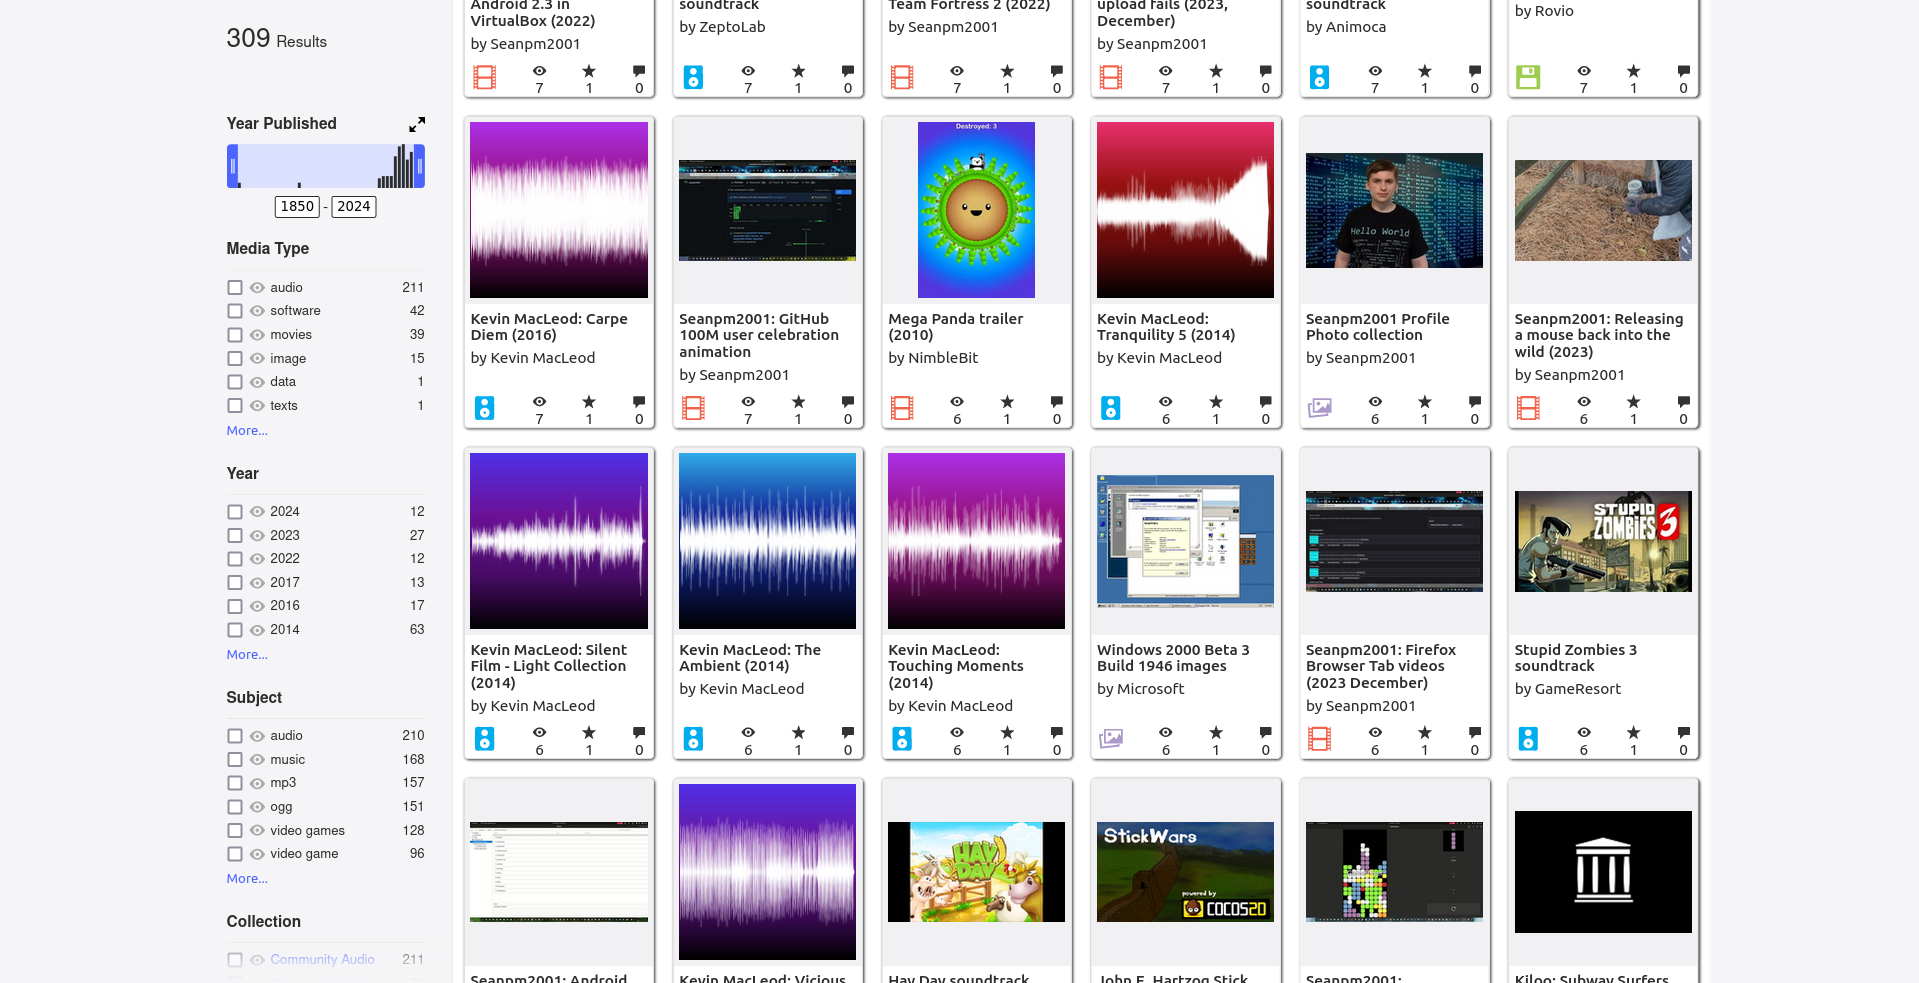 309 Results
Year Published
1850 - 2024
Media Type
audio 211
software 42
movies 39
image 15
data 1
texts 1
More...
Year
2024 12
2023 27
2022 12
2017 13
2016 17
2014 63
More...
Subject
audio 210
music 168
mp3 157
ogg 151
video games 128
video game 96
More...
Collection
Community Audio 211
Android 2.3 in
VirtualBox (2022)
by Seanpm2001
7 1 0
soundtrack
by ZeptoLab
7 1 0
Team Fortress 2 (2022)
by Seanpm2001
7 1 0
upload fails (2023,
December)
by Seanpm2001
7 1 0
soundtrack
by Animoca
7 1 0
by Rovio
7 1 0
Kevin MacLeod: Carpe
Diem (2016)
by Kevin MacLeod
7 1 0
Seanpm2001: GitHub
100M user celebration
animation
by Seanpm2001
7 1 0
Destroyed: 3
Mega Panda trailer
(2010)
by NimbleBit
6 1 0
Kevin MacLeod:
Tranquility 5 (2014)
by Kevin MacLeod
6 1 0
Hello World
Seanpm2001 Profile
Photo collection
by Seanpm2001
6 1 0
Seanpm2001: Releasing
a mouse back into the
wild (2023)
by Seanpm2001
6 1 0
Kevin MacLeod: Silent
Film - Light Collection
(2014)
by Kevin MacLeod
6 1 0
Kevin MacLeod: The
Ambient (2014)
by Kevin MacLeod
6 1 0
Kevin MacLeod:
Touching Moments
(2014)
by Kevin MacLeod
6 1 0
Windows 2000 Beta 3
Build 1946 images
by Microsoft
6 1 0
Seanpm2001: Firefox
Browser Tab videos
(2023 December)
by Seanpm2001
6 1 0
STUPID
ZOMBIES 3
Stupid Zombies 3
soundtrack
by GameResort
6 1 0
Seanpm2001: Android
Kevin MacLeod: Vicious
HAY
DAY
Hay Day soundtrack
StickWars
powered by
COCOS2D
John E. Hartzog Stick
Seanpm2001:
Kiloo: Subway Surfers